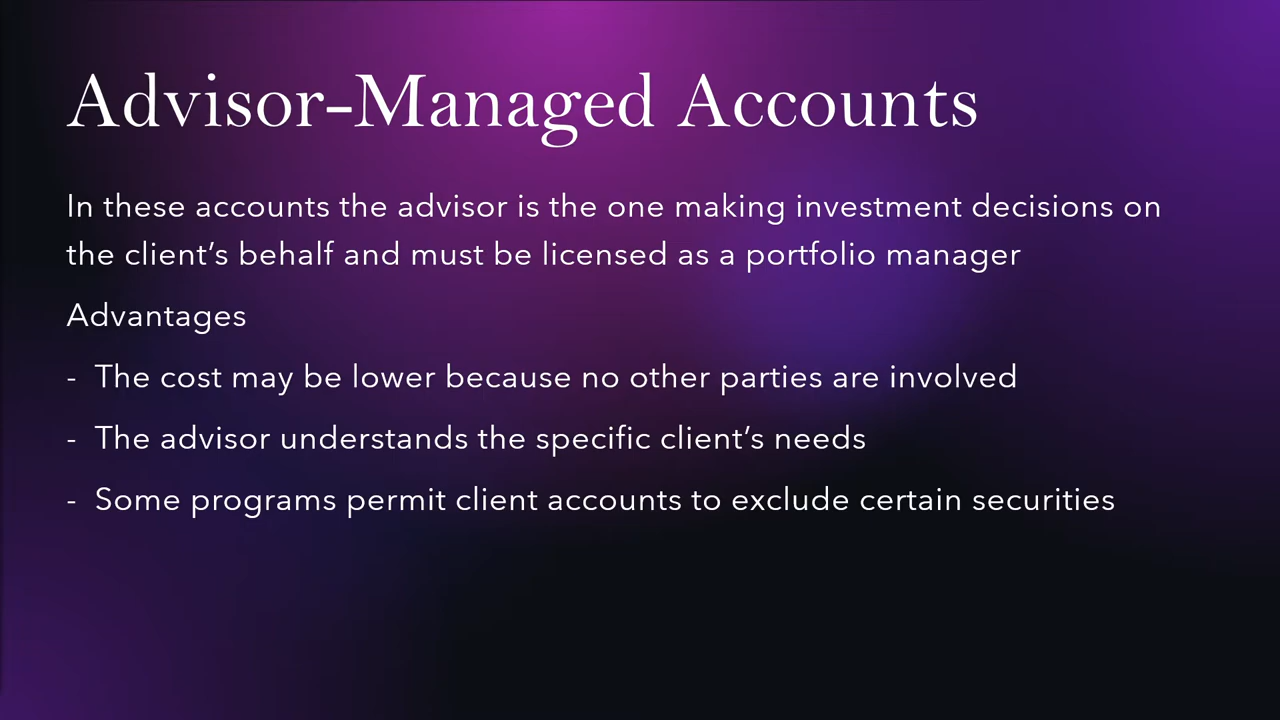 Advisor-Managed Accounts
In these accounts the advisor is the one making investment decisions on
the client’s behalf and must be licensed as a portfolio manager
Advantages
- The cost may be lower because no other parties are involved
- The advisor understands the specific client’s needs
- Some programs permit client accounts to exclude certain securities